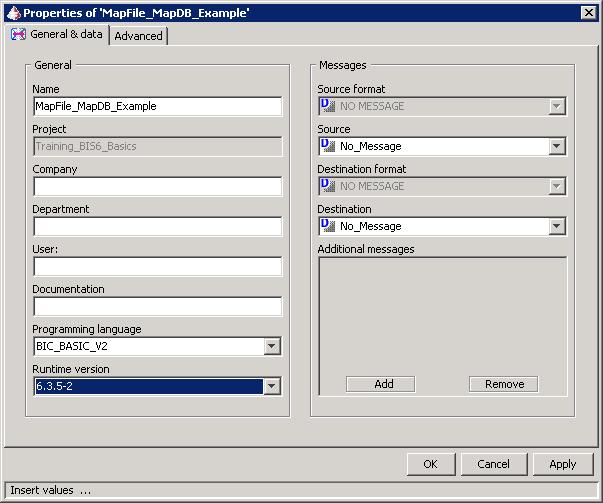 Properties of 'MapFile_MapDB_Example'
General & data
Advanced
General
Name
MapFile_MapDB_Example
Project
Training_BIS6_Basics
Company
Department
User:
Documentation
Programming language
BIC_BASIC_V2
Runtime version
6.3.5-2
Messages
Source format
NO MESSAGE
Source
No_Message
Destination format
NO MESSAGE
Destination
No_Message
Additional messages
Add
Remove
OK
Cancel
Apply
Insert values ...